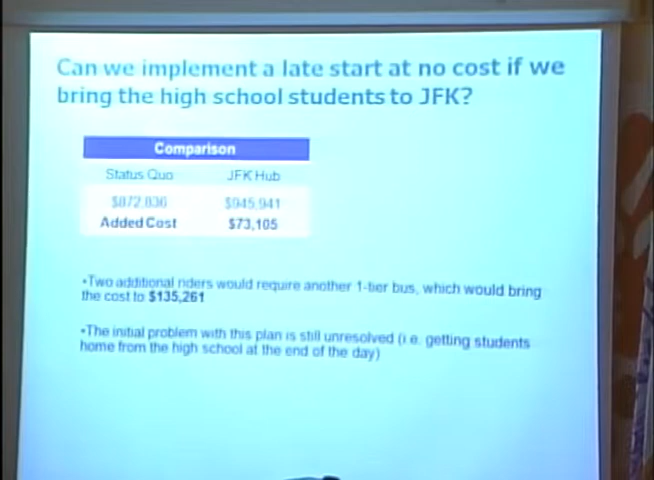 Can we implement a late start at no cost if we
bring the high school students to JFK?
Comparison
Status Quo JFK Hub
$872,836 $945,941
Added Cost $73,105
•Two additional riders would require another 1-tier bus, which would bring
the cost to $135,261
•The initial problem with this plan is still unresolved (i.e. getting students
home from the high school at the end of the day)